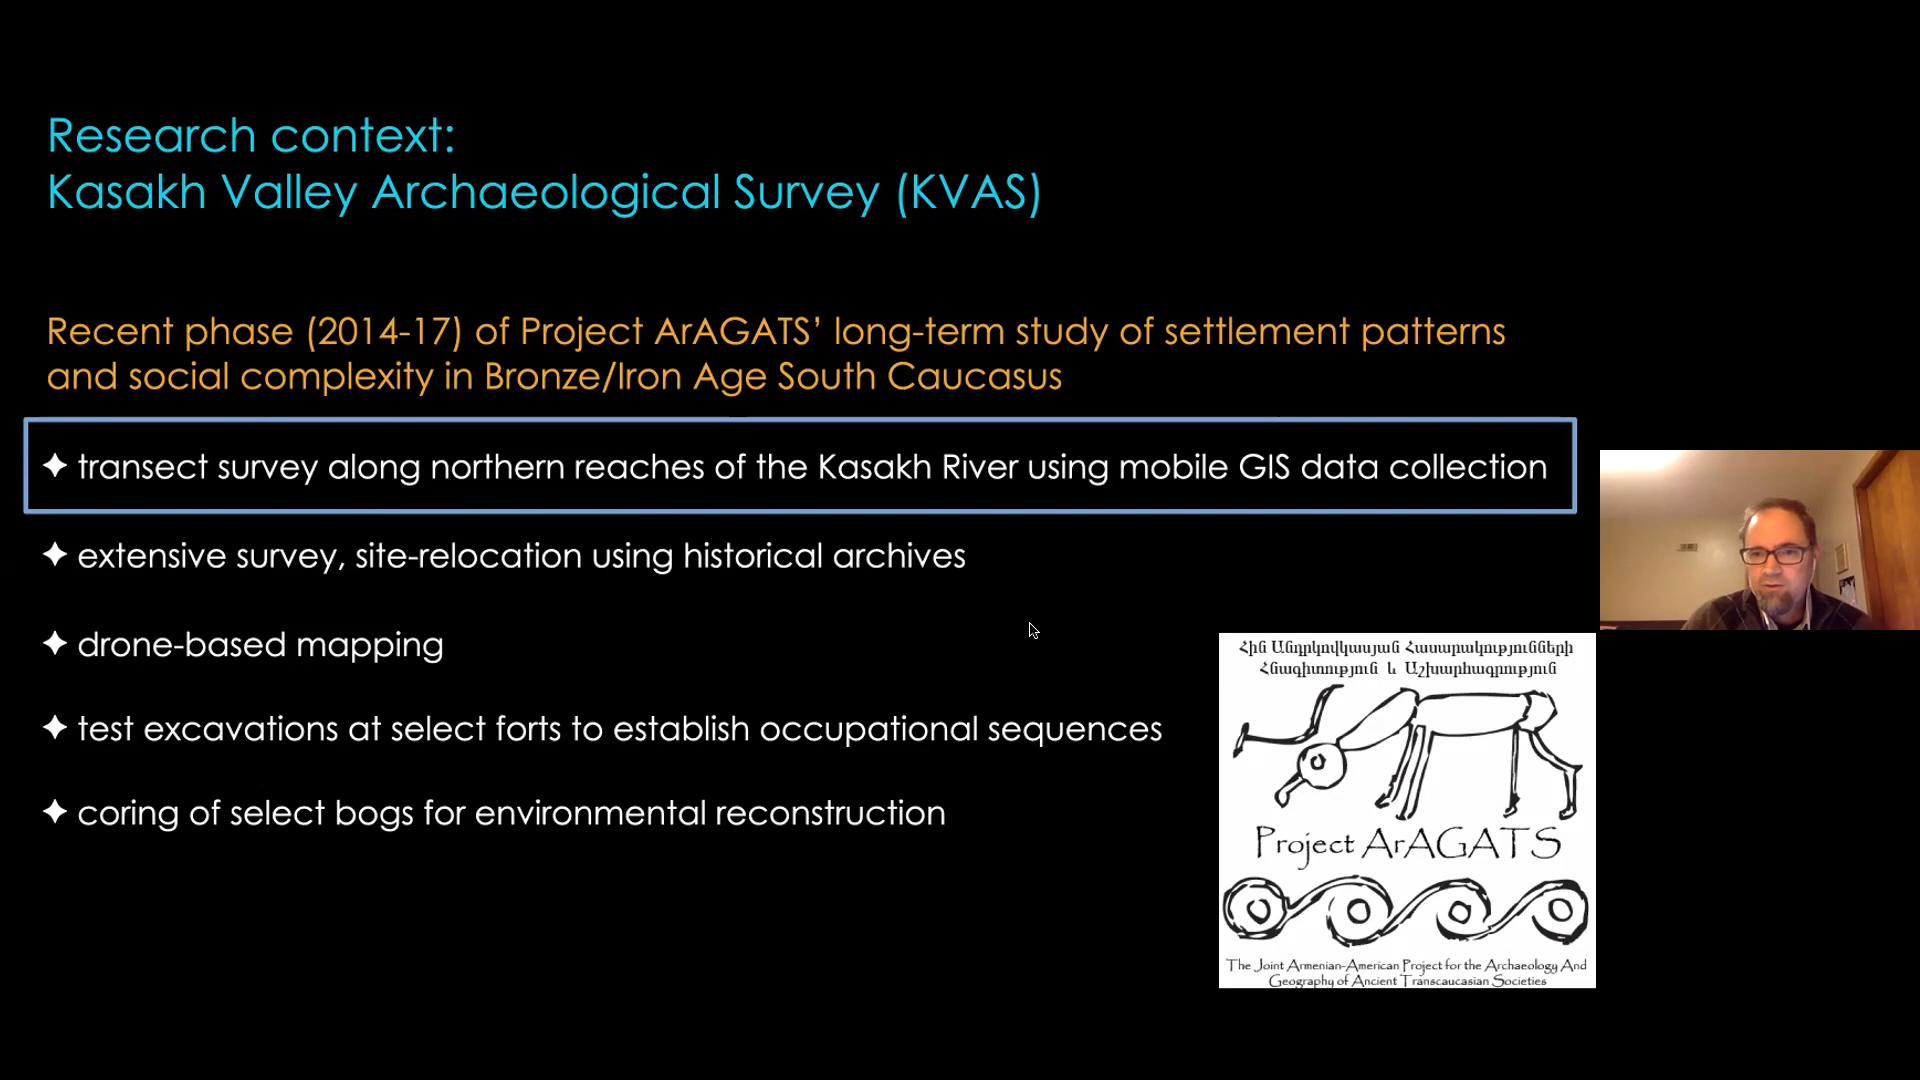 Research context:
Kasakh Valley Archaeological Survey (KVAS)
Recent phase (2014-17) of Project ArAGATS’ long-term study of settlement patterns
and social complexity in Bronze/Iron Age South Caucasus
✦ transect survey along northern reaches of the Kasakh River using mobile GIS data collection
✦ extensive survey, site-relocation using historical archives
✦ drone-based mapping
✦ test excavations at select forts to establish occupational sequences
✦ coring of select bogs for environmental reconstruction
Հին Անդրկովկասյան Հասարակությունների
Հնագիտություն և Աշխարհագրություն
Project ArAGATS
The Joint Armenian-American Project for the Archaeology And
Geography of Ancient Transcaucasian Societies